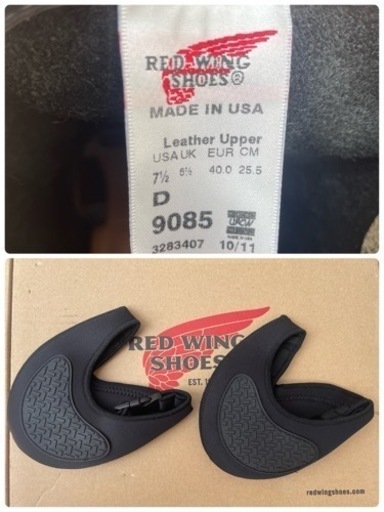 RED WING
SHOES®
MADE IN USA
Leather Upper
USA UK EUR CM
7½ 6½ 40.0 25.5
D
9085
3283407 10/11
RED WING
SHOES
redwingshoes.com